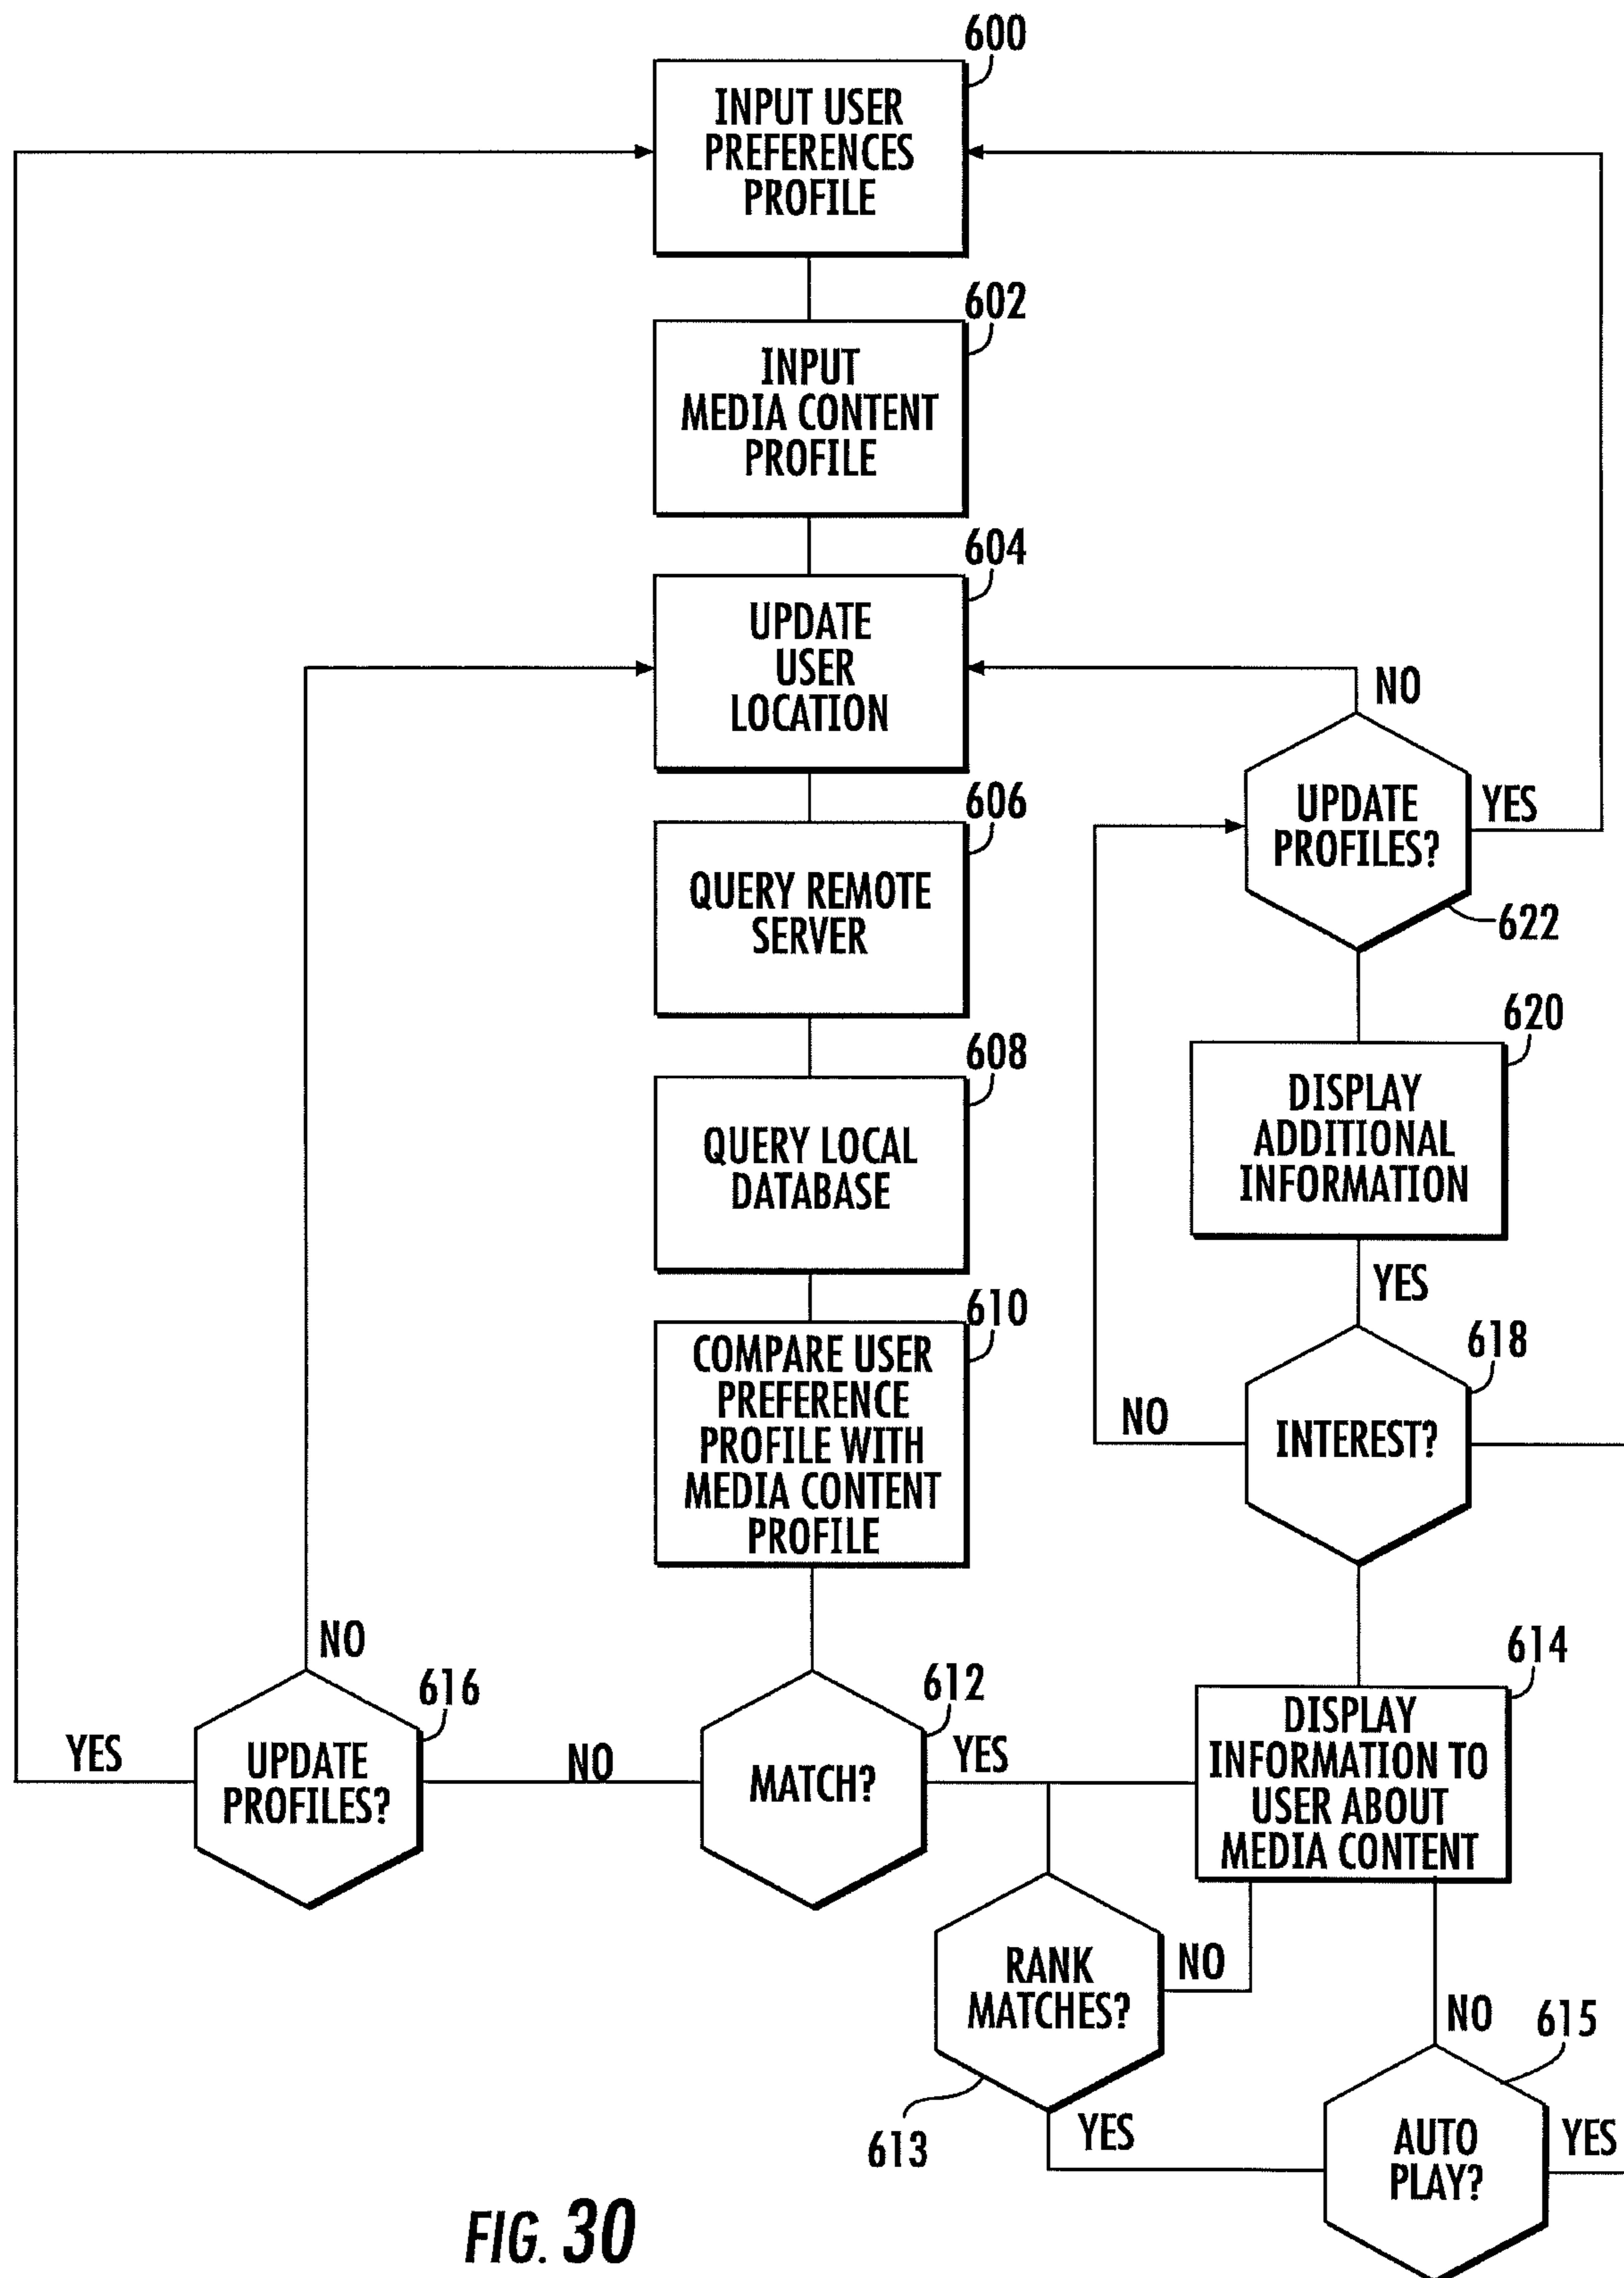 600
INPUT USER
PREFERENCES
PROFILE
602
INPUT
MEDIA CONTENT
PROFILE
604
UPDATE
USER
LOCATION
NO
606
QUERY REMOTE
SERVER
UPDATE
PROFILES?
YES
622
608
QUERY LOCAL
DATABASE
620
DISPLAY
ADDITIONAL
INFORMATION
YES
610
COMPARE USER
PREFERENCE
PROFILE WITH
MEDIA CONTENT
PROFILE
618
NO
INTEREST?
NO
616
YES
UPDATE
PROFILES?
NO
612
MATCH?
YES
614
DISPLAY
INFORMATION TO
USER ABOUT
MEDIA CONTENT
RANK
MATCHES?
NO
613
YES
NO
615
AUTO
PLAY?
YES
FIG. 30